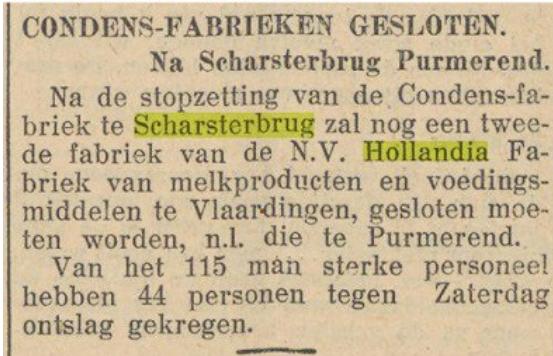 CONDENS-FABRIEKEN GESLOTEN.
Na Scharsterbrug Purmerend.
Na de stopzetting van de Condens-fa-
briek te Scharsterbrug zal nog een twee-
de fabriek van de N.V. Hollandia Fa-
briek van melkproducten en voedings-
middelen te Vlaardingen, gesloten moe-
ten worden, n.l. die te Purmerend.
Van het 115 man sterke personeel
hebben 44 personen tegen Zaterdag
ontslag gekregen.